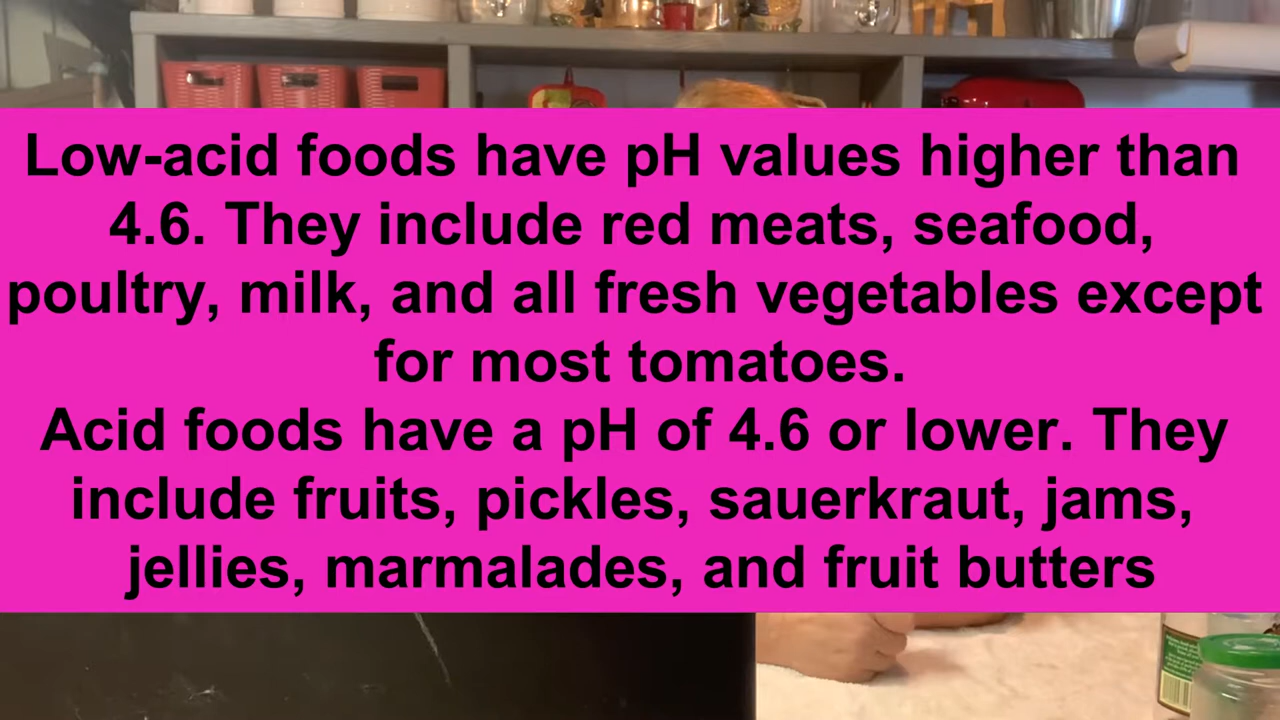 Low-acid foods have pH values higher than
4.6. They include red meats, seafood,
poultry, milk, and all fresh vegetables except
for most tomatoes.
Acid foods have a pH of 4.6 or lower. They
include fruits, pickles, sauerkraut, jams,
jellies, marmalades, and fruit butters